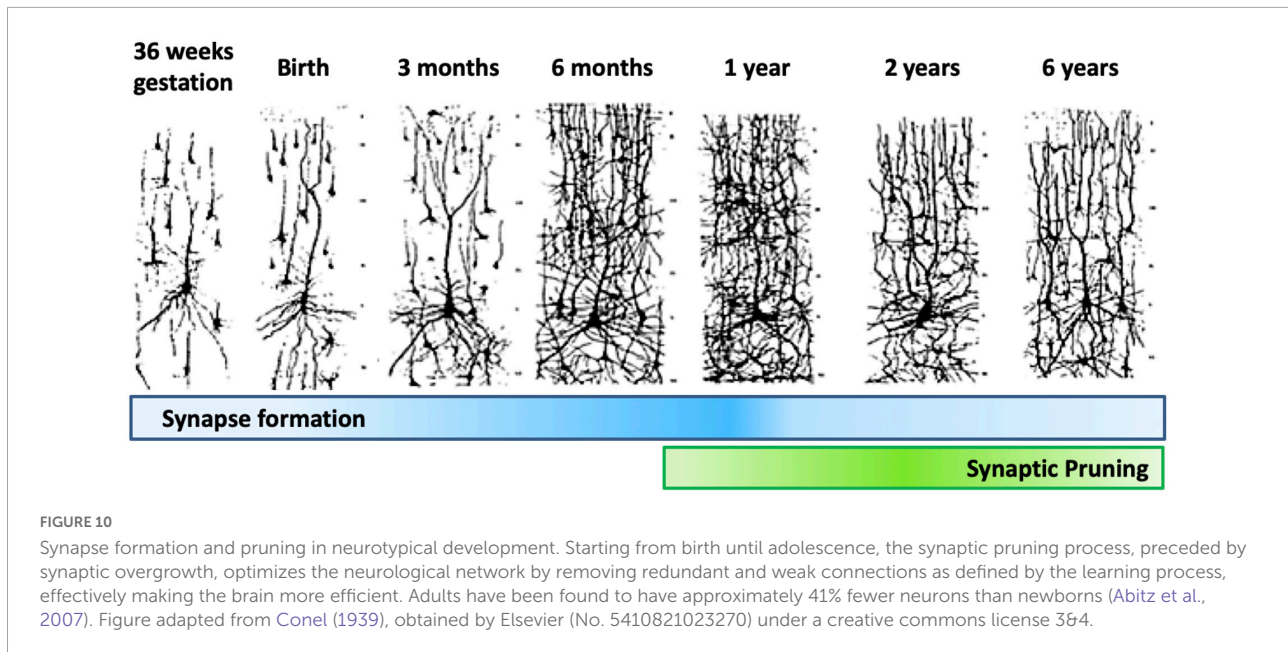 36 weeks gestation Birth 3 months 6 months 1 year 2 years 6 years
Synapse formation
Synaptic Pruning
FIGURE 10
Synapse formation and pruning in neurotypical development. Starting from birth until adolescence, the synaptic pruning process, preceded by
synaptic overgrowth, optimizes the neurological network by removing redundant and weak connections as defined by the learning process,
effectively making the brain more efficient. Adults have been found to have approximately 41% fewer neurons than newborns (Abitz et al.,
2007). Figure adapted from Conel (1939), obtained by Elsevier (No. 5410821023270) under a creative commons license 3&4.